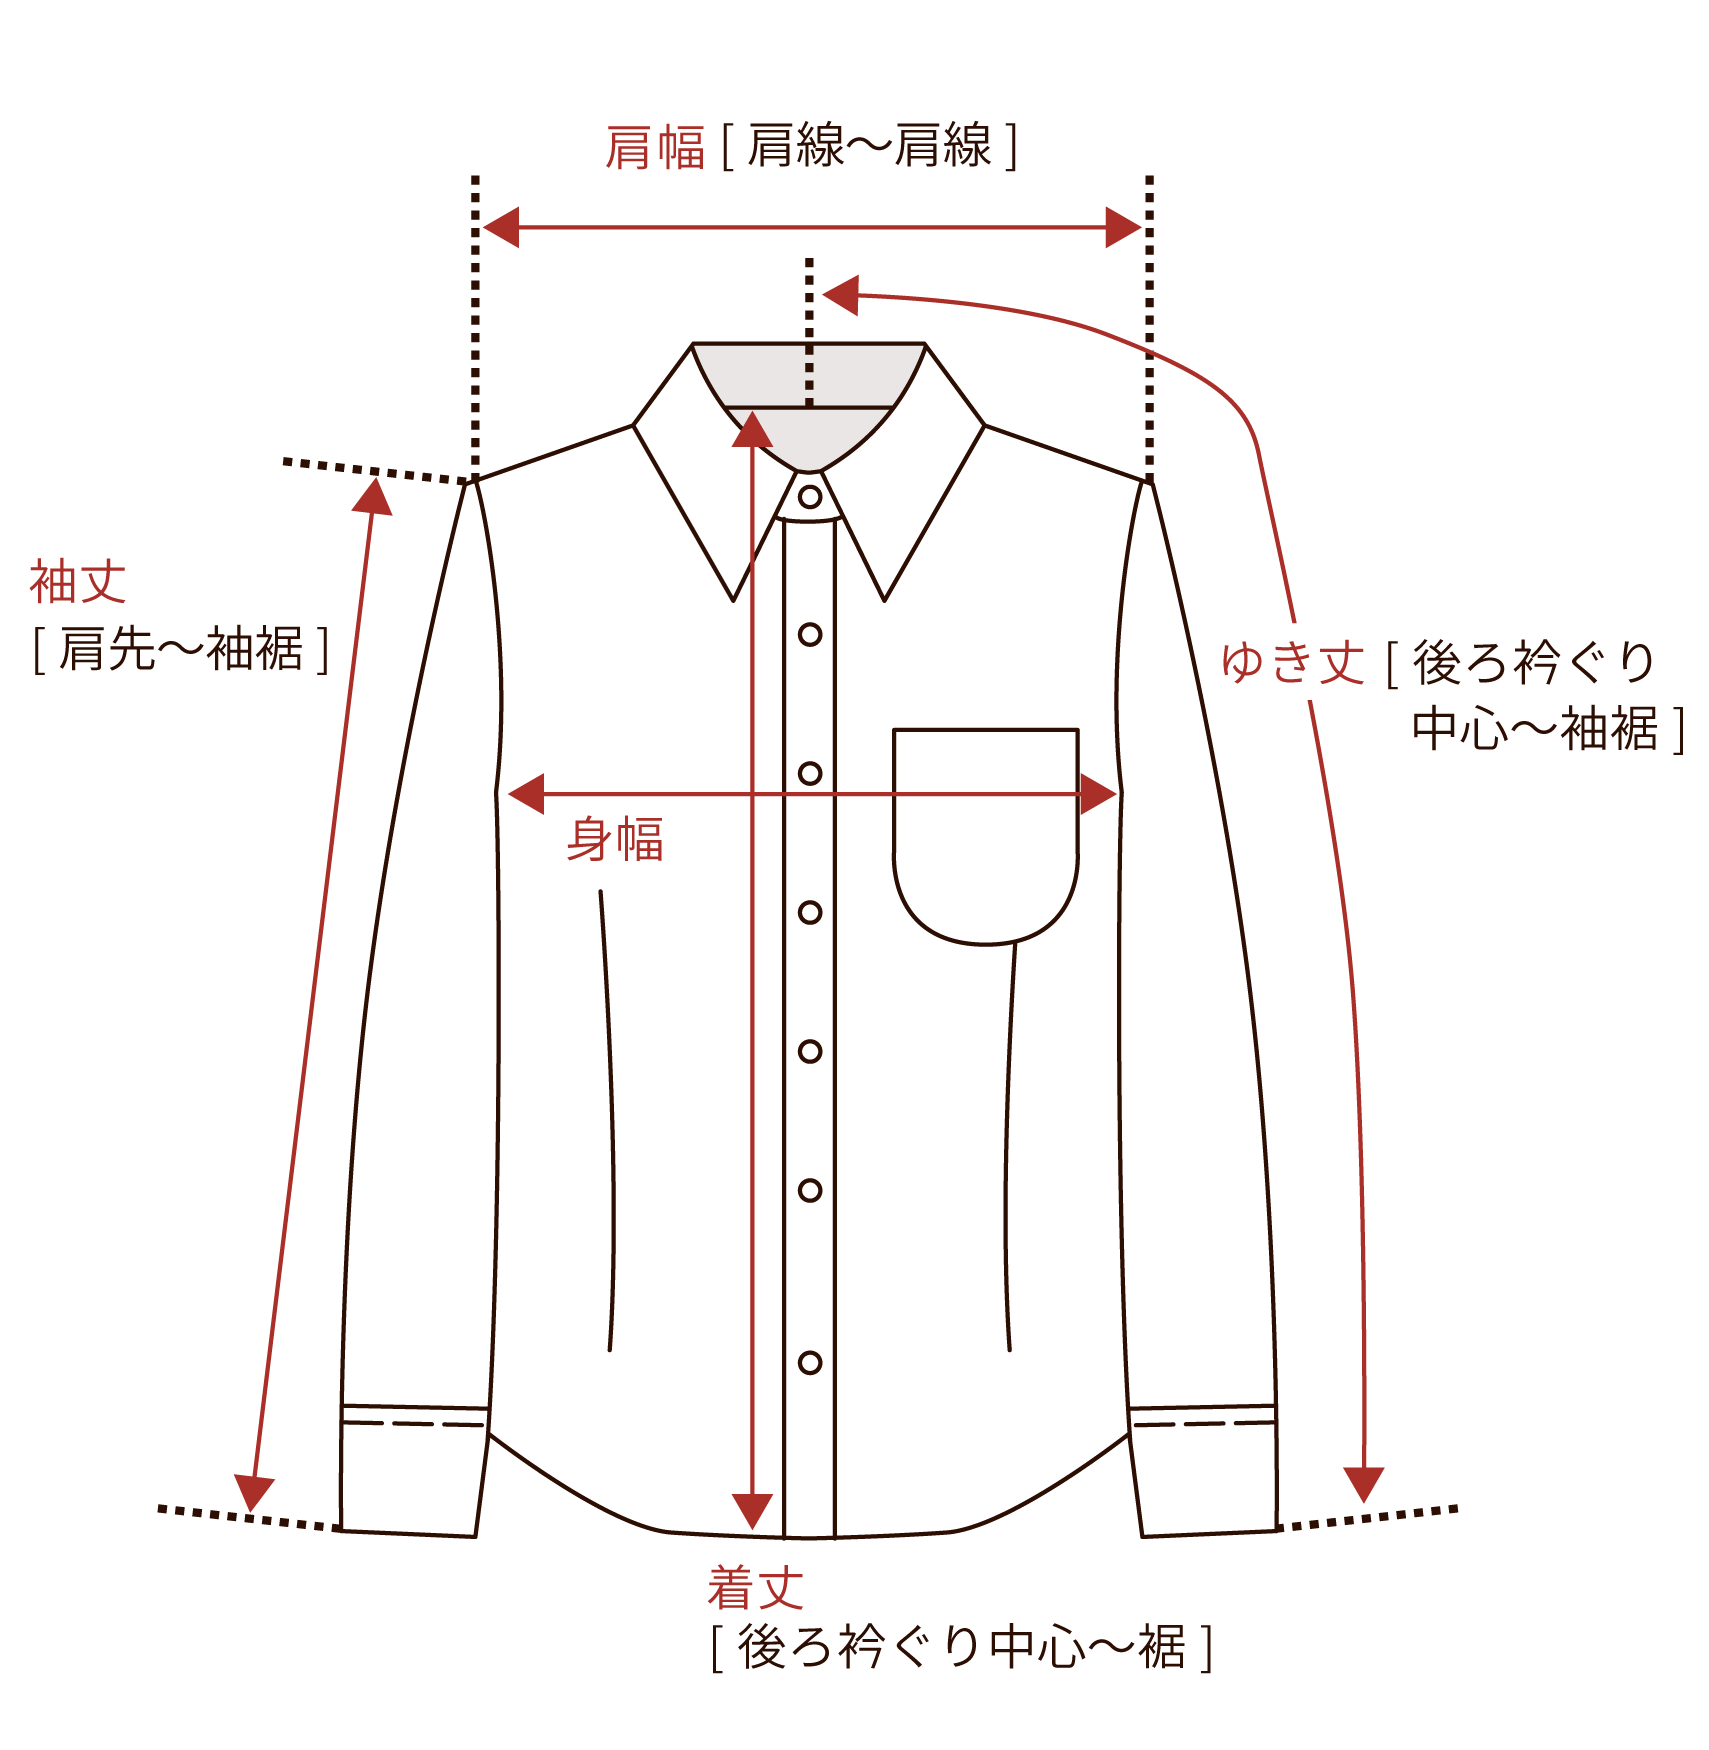 肩幅 [ 肩線〜肩線 ]
袖丈
[ 肩先〜袖裾 ]
ゆき丈 [ 後ろ衿ぐり
中心〜袖裾 ]
身幅
着丈
[ 後ろ衿ぐり中心〜裾 ]